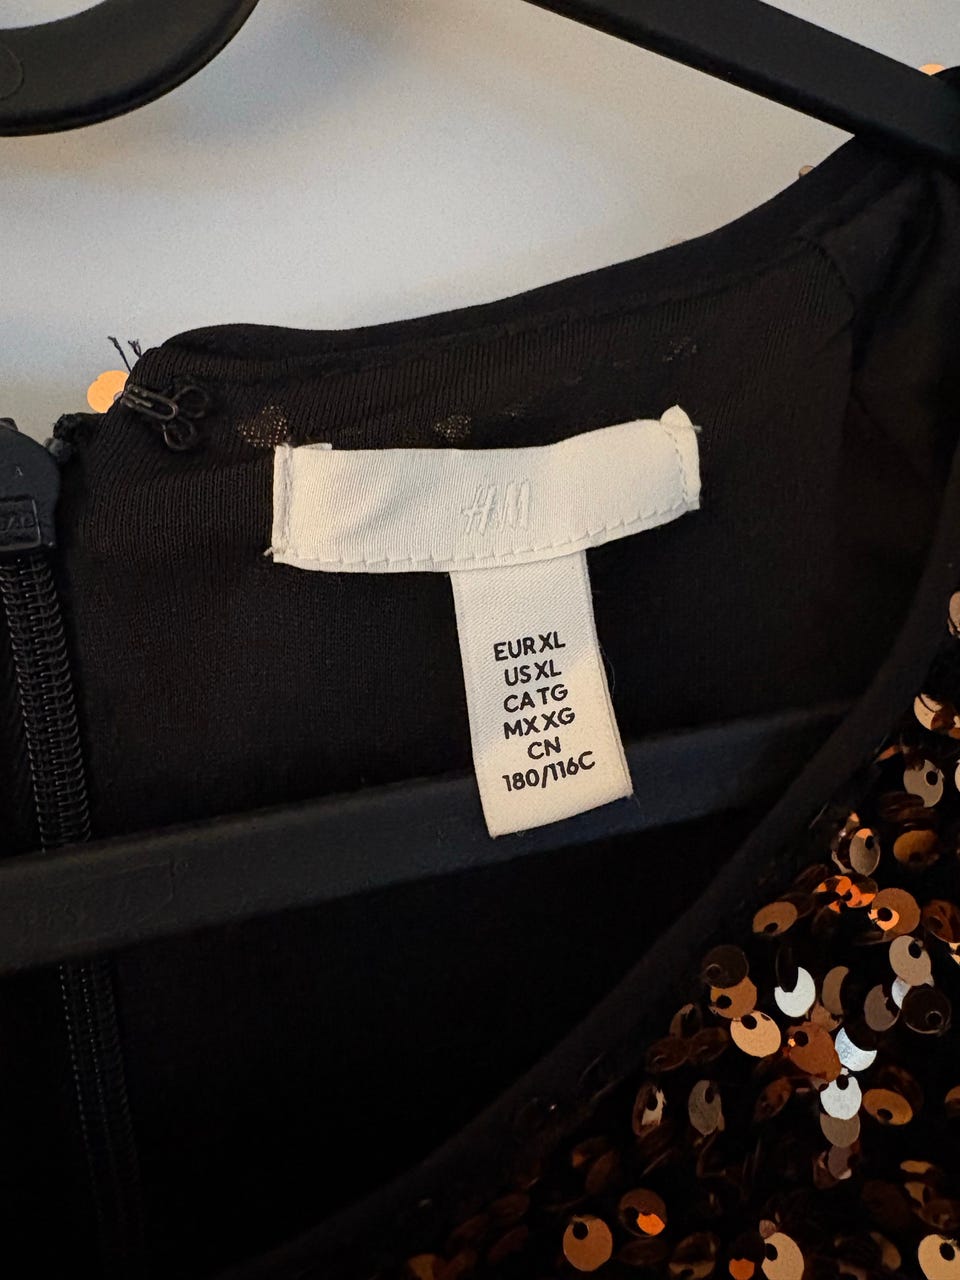 H&M
EUR XL
US XL
CA TG
MX XG
CN
180/116C